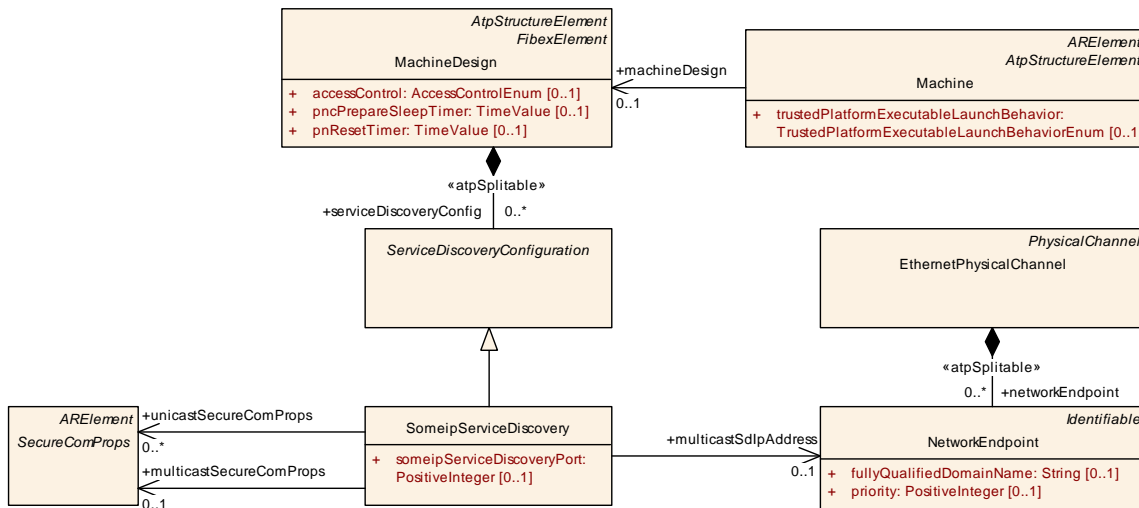 AtpStructureElement
FibexElement
MachineDesign
+ accessControl: AccessControlEnum [0..1]
+ pncPrepareSleepTimer: TimeValue [0..1]
+ pnResetTimer: TimeValue [0..1]
+machineDesign
0..1
ARElement
AtpStructureElement
Machine
+ trustedPlatformExecutableLaunchBehavior:
TrustedPlatformExecutableLaunchBehaviorEnum [0..1
«atpSplitable»
+serviceDiscoveryConfig 0..*
ServiceDiscoveryConfiguration
PhysicalChannel
EthernetPhysicalChannel
«atpSplitable»
0..* +networkEndpoint
ARElement
SecureComProps
+unicastSecureComProps
0..*
+multicastSecureComProps
0..1
SomeipServiceDiscovery
+ someipServiceDiscoveryPort:
PositiveInteger [0..1]
+multicastSdIpAddress
0..1
Identifiable
NetworkEndpoint
+ fullyQualifiedDomainName: String [0..1]
+ priority: PositiveInteger [0..1]